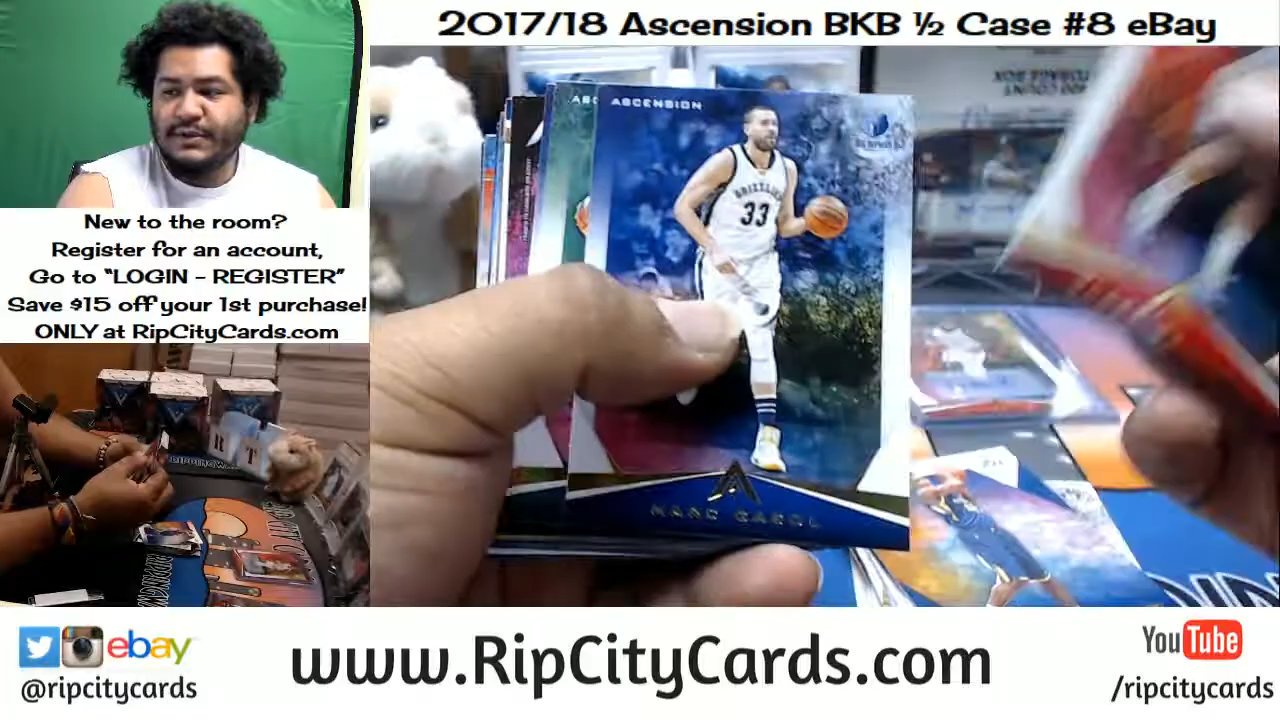 2017/18 Ascension BKB ½ Case #8 eBay
New to the room?
Register for an account,
Go to “LOGIN - REGISTER”
Save $15 off your 1st purchase!
ONLY at RipCityCards.com
ASCENSION
GRIZZLIES
33
MARC GASOL
ebay
@ripcitycards
www.RipCityCards.com
YouTube
/ripcitycards